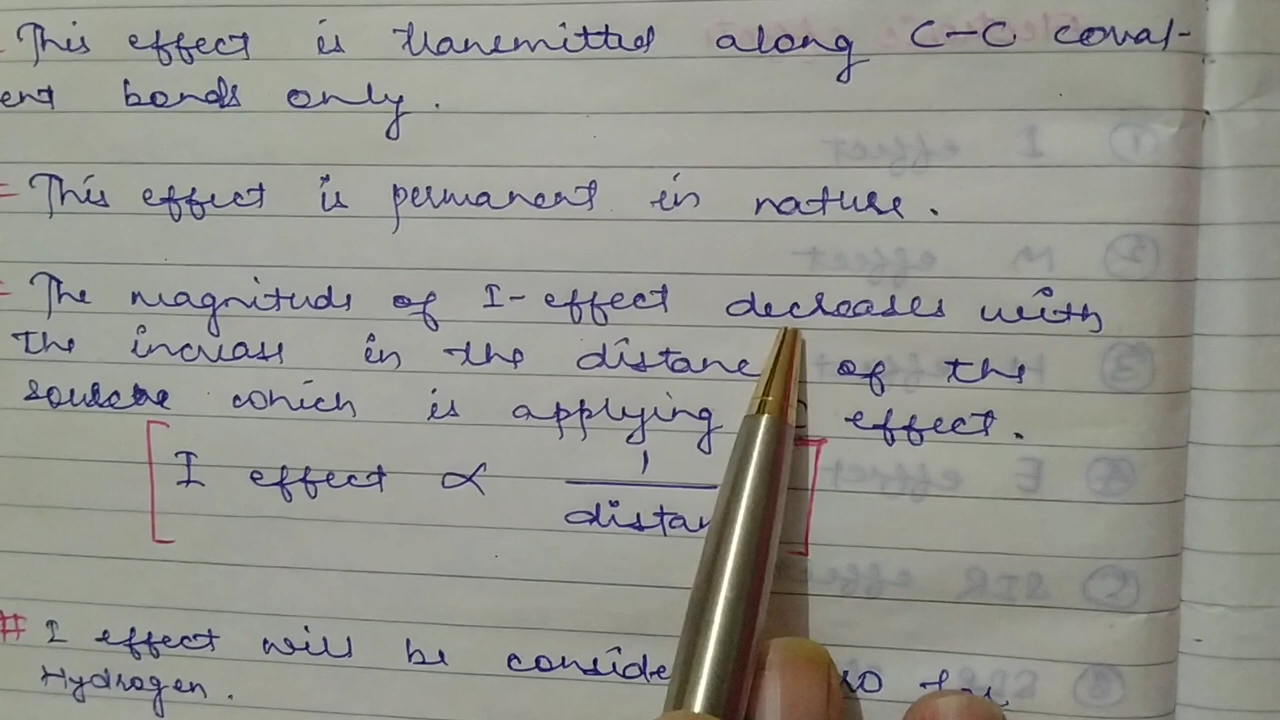 This effect is transmitted along C-C coval-
ent bonds only.
This effect is permanent in nature.
The magnitude of I-effect decreases with
the increase in the distance of the
source which is applying effect.
I effect ∝ 1
distan
# I effect will be conside
Hydrogen.